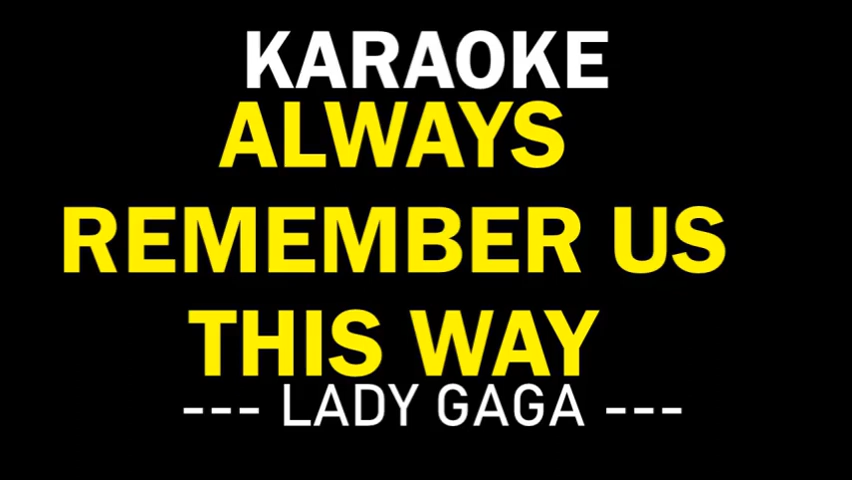 KARAOKE
ALWAYS
REMEMBER US
THIS WAY
--- LADY GAGA ---